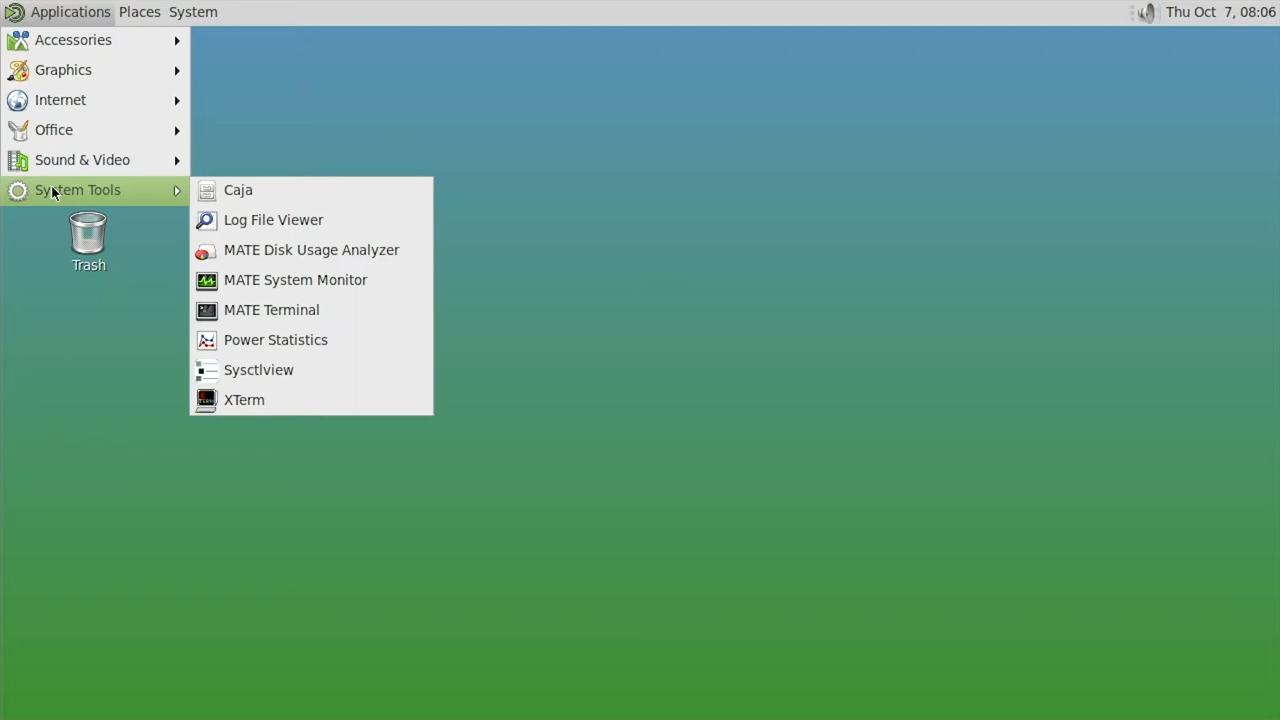 Applications Places System Thu Oct 7, 08:06
Accessories
Graphics
Internet
Office
Sound & Video
System Tools
Caja
Log File Viewer
MATE Disk Usage Analyzer
MATE System Monitor
MATE Terminal
Power Statistics
Sysctlview
XTerm
Trash